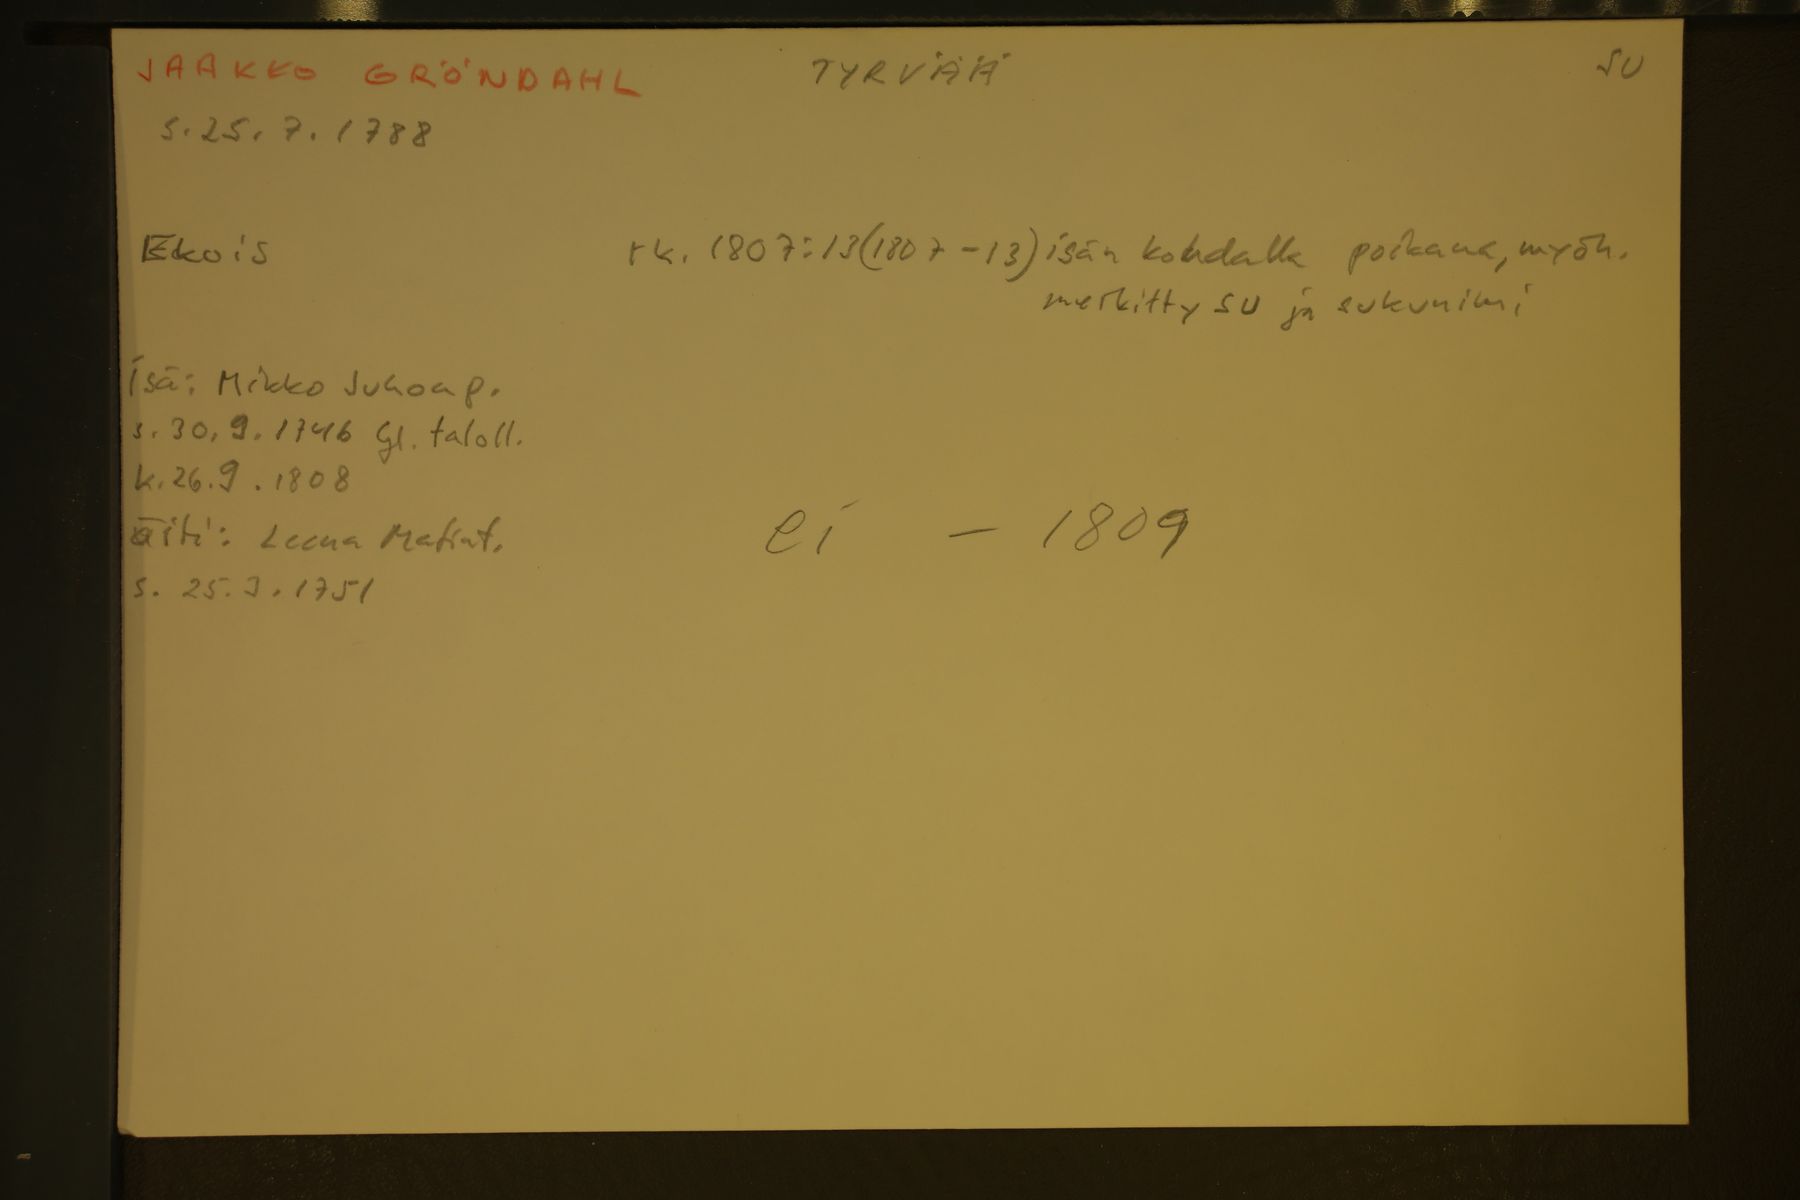 JAAKKO GRÖNDAHL TYRVÄÄ SU
s. 25. 7. 1788
Ekois rk. 1807:13 (1807-13) isän kohdalla poikana, myöh.
merkitty SU ja sukunimi
Isä: Mikko Juhonp.
s. 30. 9. 1746 Gl. taloll.
k. 26. 9. 1808
äiti: Leena Matint.
s. 25. 3. 1751
ei - 1809